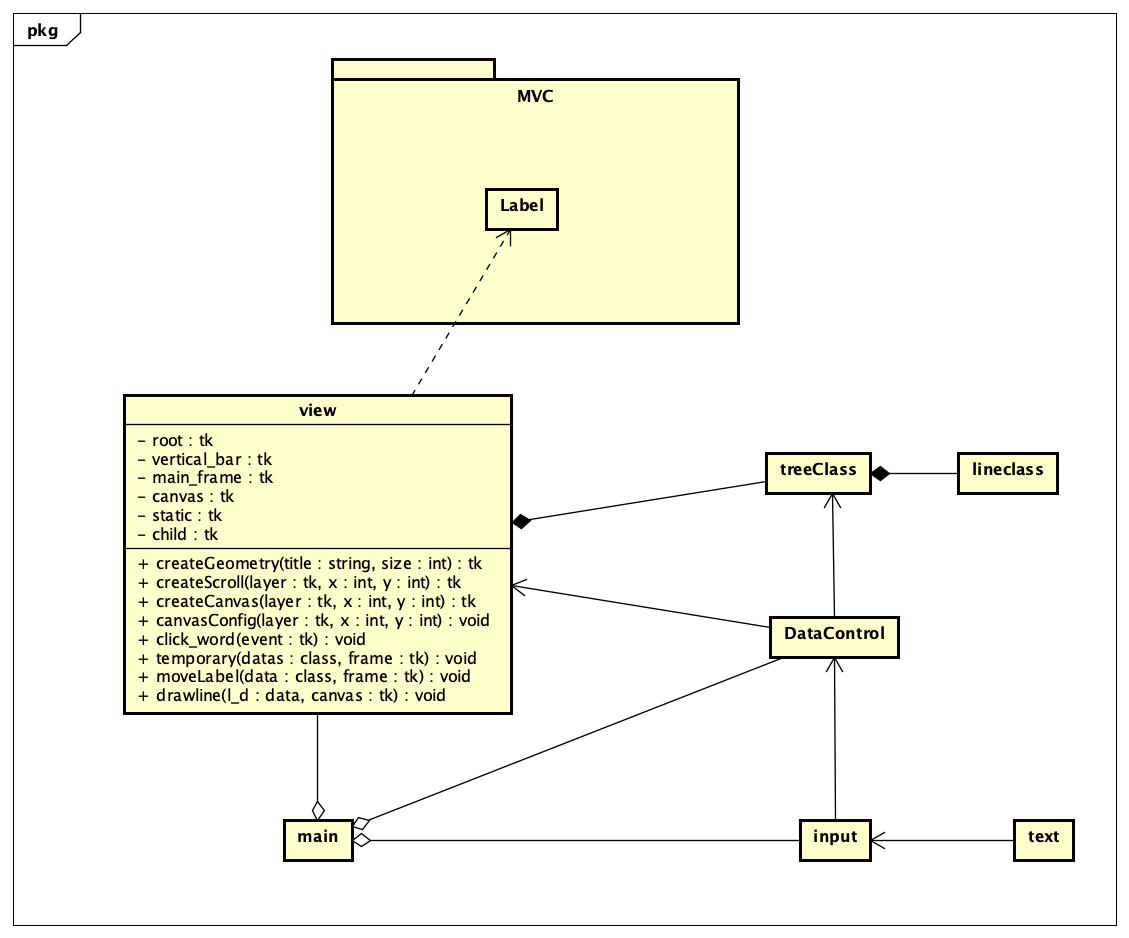 pkg
MVC
Label
view
- root : tk
- vertical_bar : tk
- main_frame : tk
- canvas : tk
- static : tk
- child : tk
+ createGeometry(title : string, size : int) : tk
+ createScroll(layer : tk, x : int, y : int) : tk
+ createCanvas(layer : tk, x : int, y : int) : tk
+ canvasConfig(layer : tk, x : int, y : int) : void
+ click_word(event : tk) : void
+ temporary(datas : class, frame : tk) : void
+ moveLabel(data : class, frame : tk) : void
+ drawline(l_d : data, canvas : tk) : void
treeClass
lineclass
DataControl
main
input
text